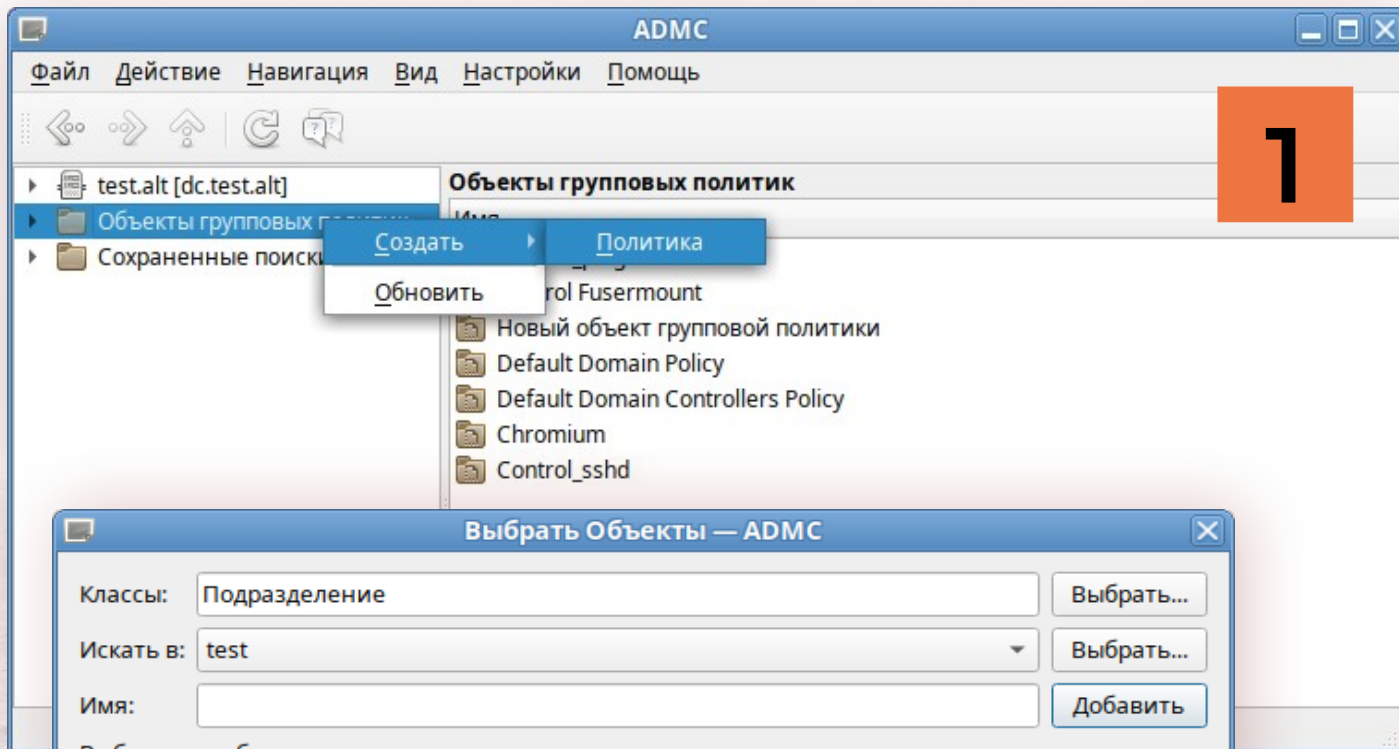 ADMC
Файл Действие Навигация Вид Настройки Помощь
1
test.alt [dc.test.alt]
Объекты групповых политик
Объекты групповых
Имя
Создать
Политика
Сохраненные поиски
Обновить
rol Fusermount
Новый объект групповой политики
Default Domain Policy
Default Domain Controllers Policy
Chromium
Control_sshd
Выбрать Объекты — ADMC
Классы: Подразделение Выбрать...
Искать в: test Выбрать...
Имя: Добавить